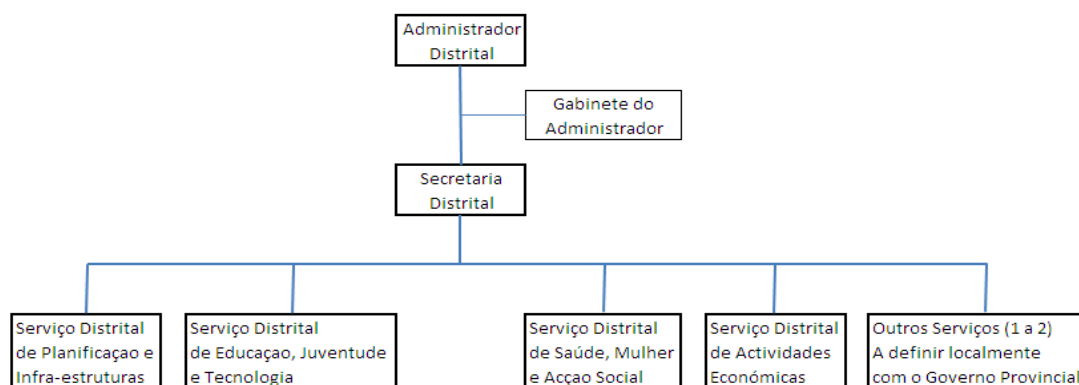 Administrador
Distrital
Gabinete do
Administrador
Secretaria
Distrital
Serviço Distrital
de Planificaçao e
Infra-estruturas
Serviço Distrital
de Educaçao, Juventude
e Tecnologia
Serviço Distrital
de Saúde, Mulher
e Acçao Social
Serviço Distrital
de Actividades
Económicas
Outros Serviços (1 a 2)
A definir localmente
com o Governo Provincial